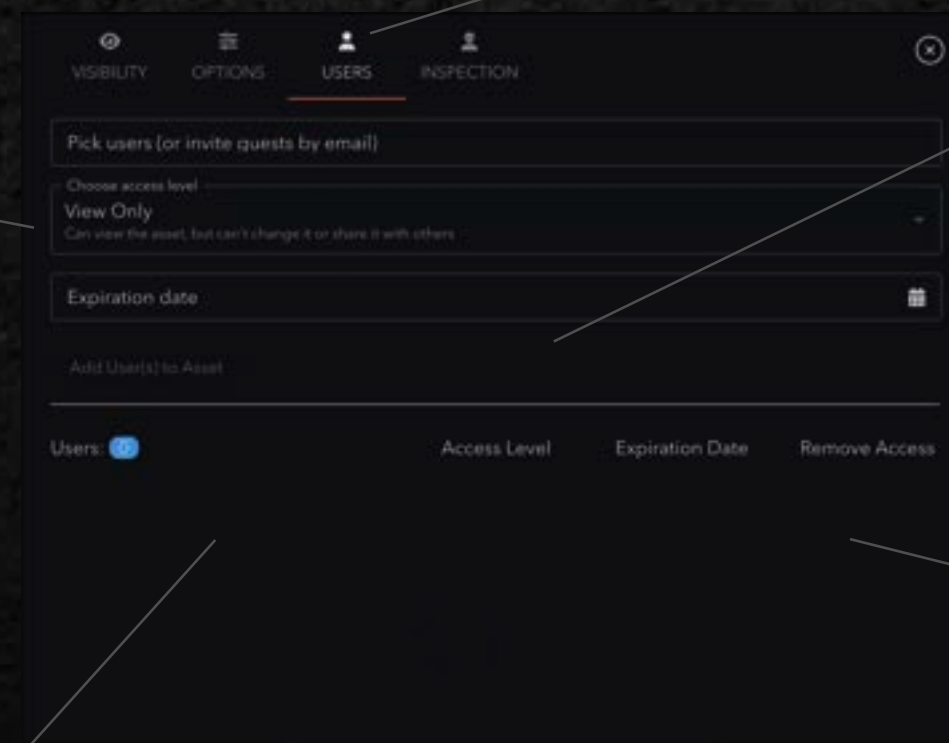 VISIBILITY OPTIONS USERS INSPECTION
Pick users (or invite guests by email)
Choose access level
View Only
Can view the asset, but can't change it or share it with others
Expiration date
Add User(s) to Asset
Users: Access Level Expiration Date Remove Access